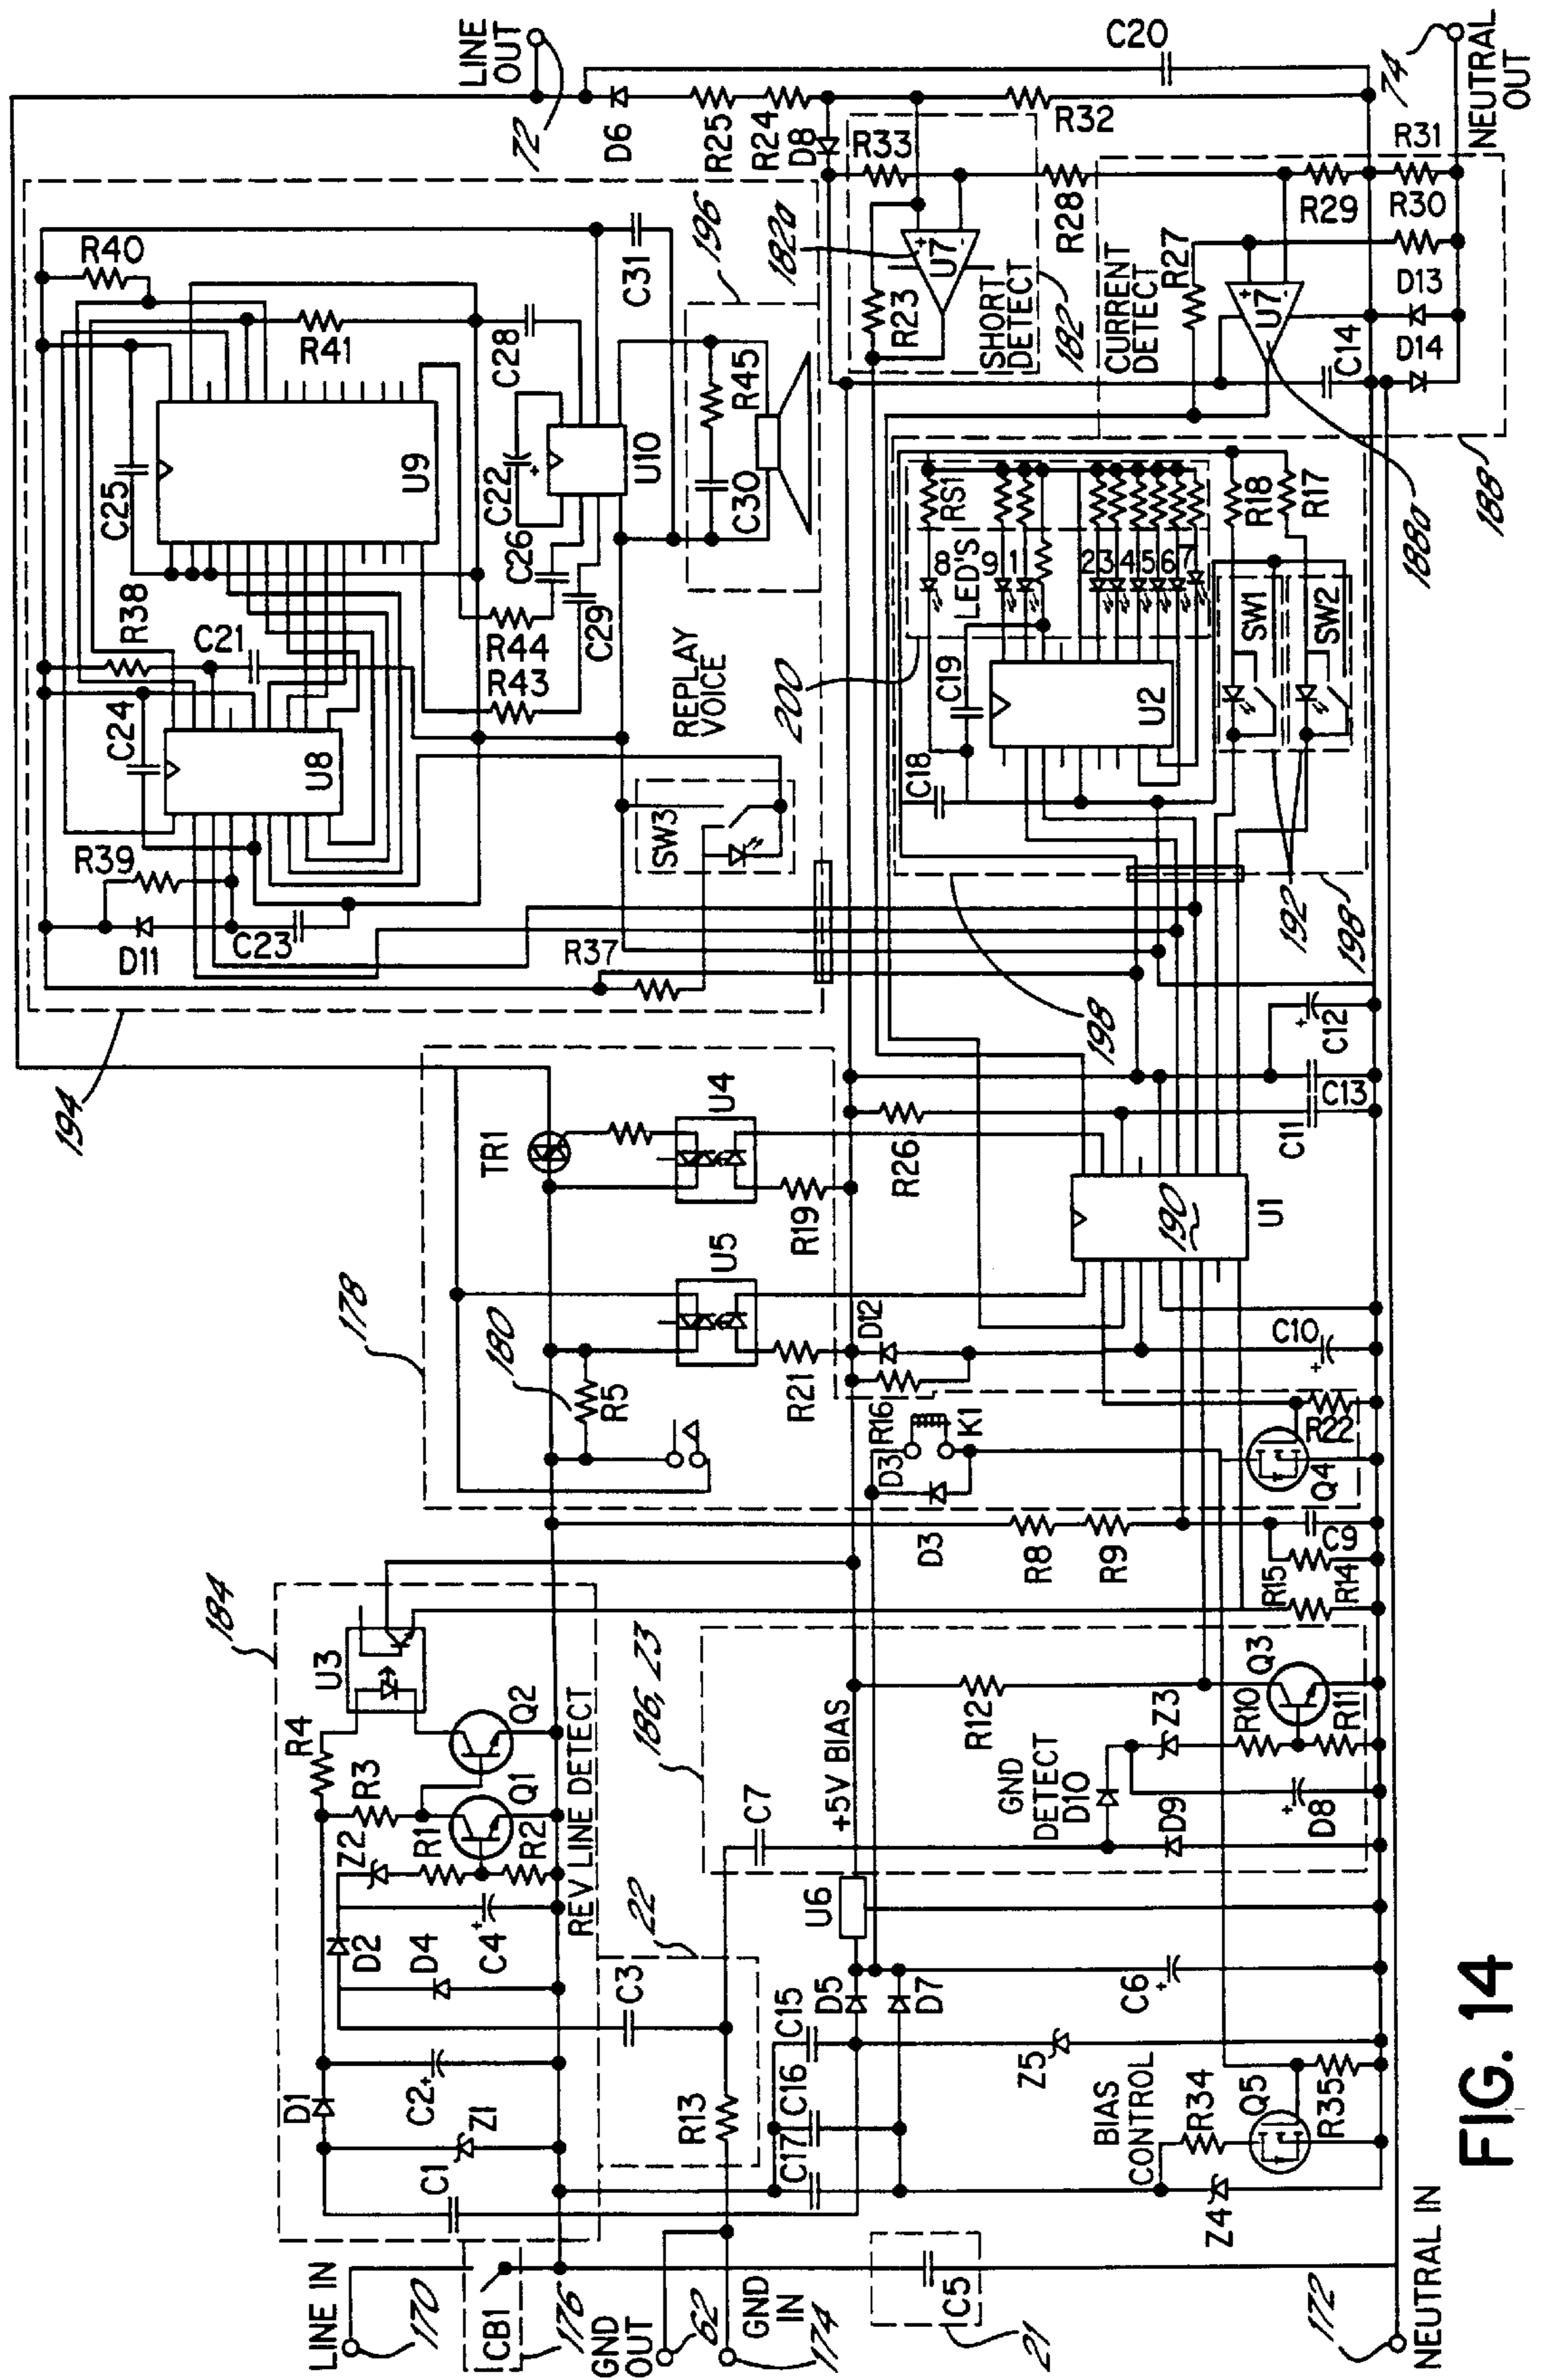 LINE OUT
72
R40
R41
R38
C25
U9
C28
C22
+
C26
U10
C31
196
R45
C30
R44
R43
C29
C21
C24
U8
R39
D11
C23
R37
SW3
REPLAY VOICE
194
D6
R25
R24
D8
R33
182a
+
U7
R23
SHORT DETECT
182
R32
C20
R28
CURRENT DETECT
R27
+
U7
R29
R31
R30
D13
D14
C14
74
NEUTRAL OUT
188
188a
200
RS1
LED'S
8
9
1
2
3
4
5
6
7
C19
C18
U2
R18
R17
SW1
SW2
192
198
198
178
TR1
U4
R19
U5
R21
180
R5
R26
C11
C13
C12
+
190
U1
D12
C10
+
R16
D3
K1
R22
Q4
D3
R8
R9
C9
R15
R14
184
U3
R4
R3
Q2
Q1
Z2
R1
R2
REV LINE DETECT
D2
D4
C4
+
D1
C2
+
Z1
C1
22
C3
R13
186, 23
C7
+5V BIAS
R12
GND DETECT
D10
Z3
Q3
R10
R11
D9
D8
+
U6
D5
D7
C6
+
C15
C16
C17
Z5
BIAS CONTROL
R34
Q5
R35
Z4
LINE IN
170
CB1
176
GND OUT
62
GND IN
174
C5
21
172
NEUTRAL IN
FIG. 14